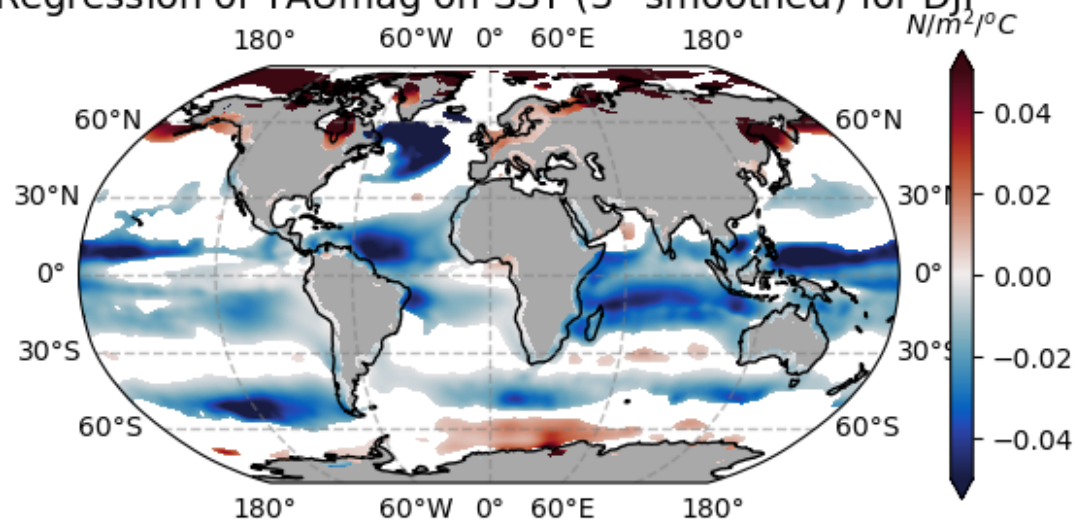 Regression of TAUmag on SST (3° smoothed) for DJF
N/m²/°C
180° 60°W 0° 60°E 180°
60°N 60°N
30°N 30°N
0° 0°
30°S 30°S
60°S 60°S
180° 60°W 0° 60°E 180°
0.04
0.02
0.00
−0.02
−0.04